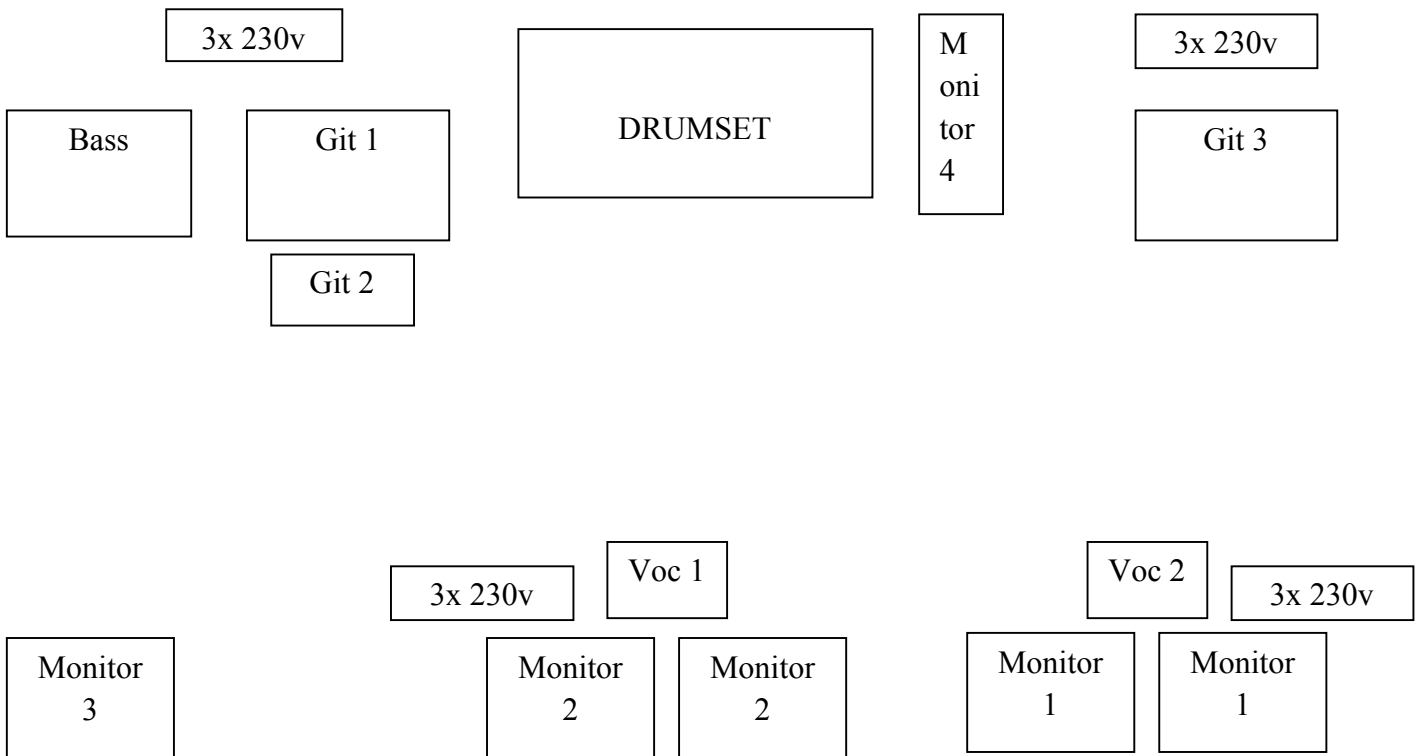 3x 230v
M
oni
tor
4
3x 230v
Bass
Git 1
DRUMSET
Git 3
Git 2
Voc 1
Voc 2
3x 230v
3x 230v
Monitor
3
Monitor
2
Monitor
2
Monitor
1
Monitor
1